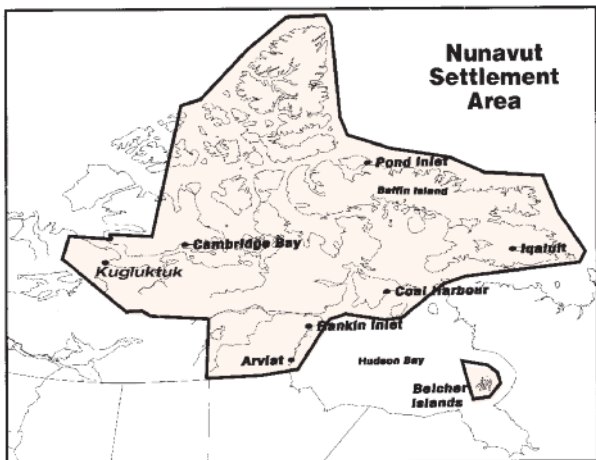 Nunavut
Settlement
Area
Pond Inlet
Baffin Island
Cambridge Bay
Iqaluit
Kugluktuk
Coal Harbour
Rankin Inlet
Hudson Bay
Arviat
Belcher
Islands